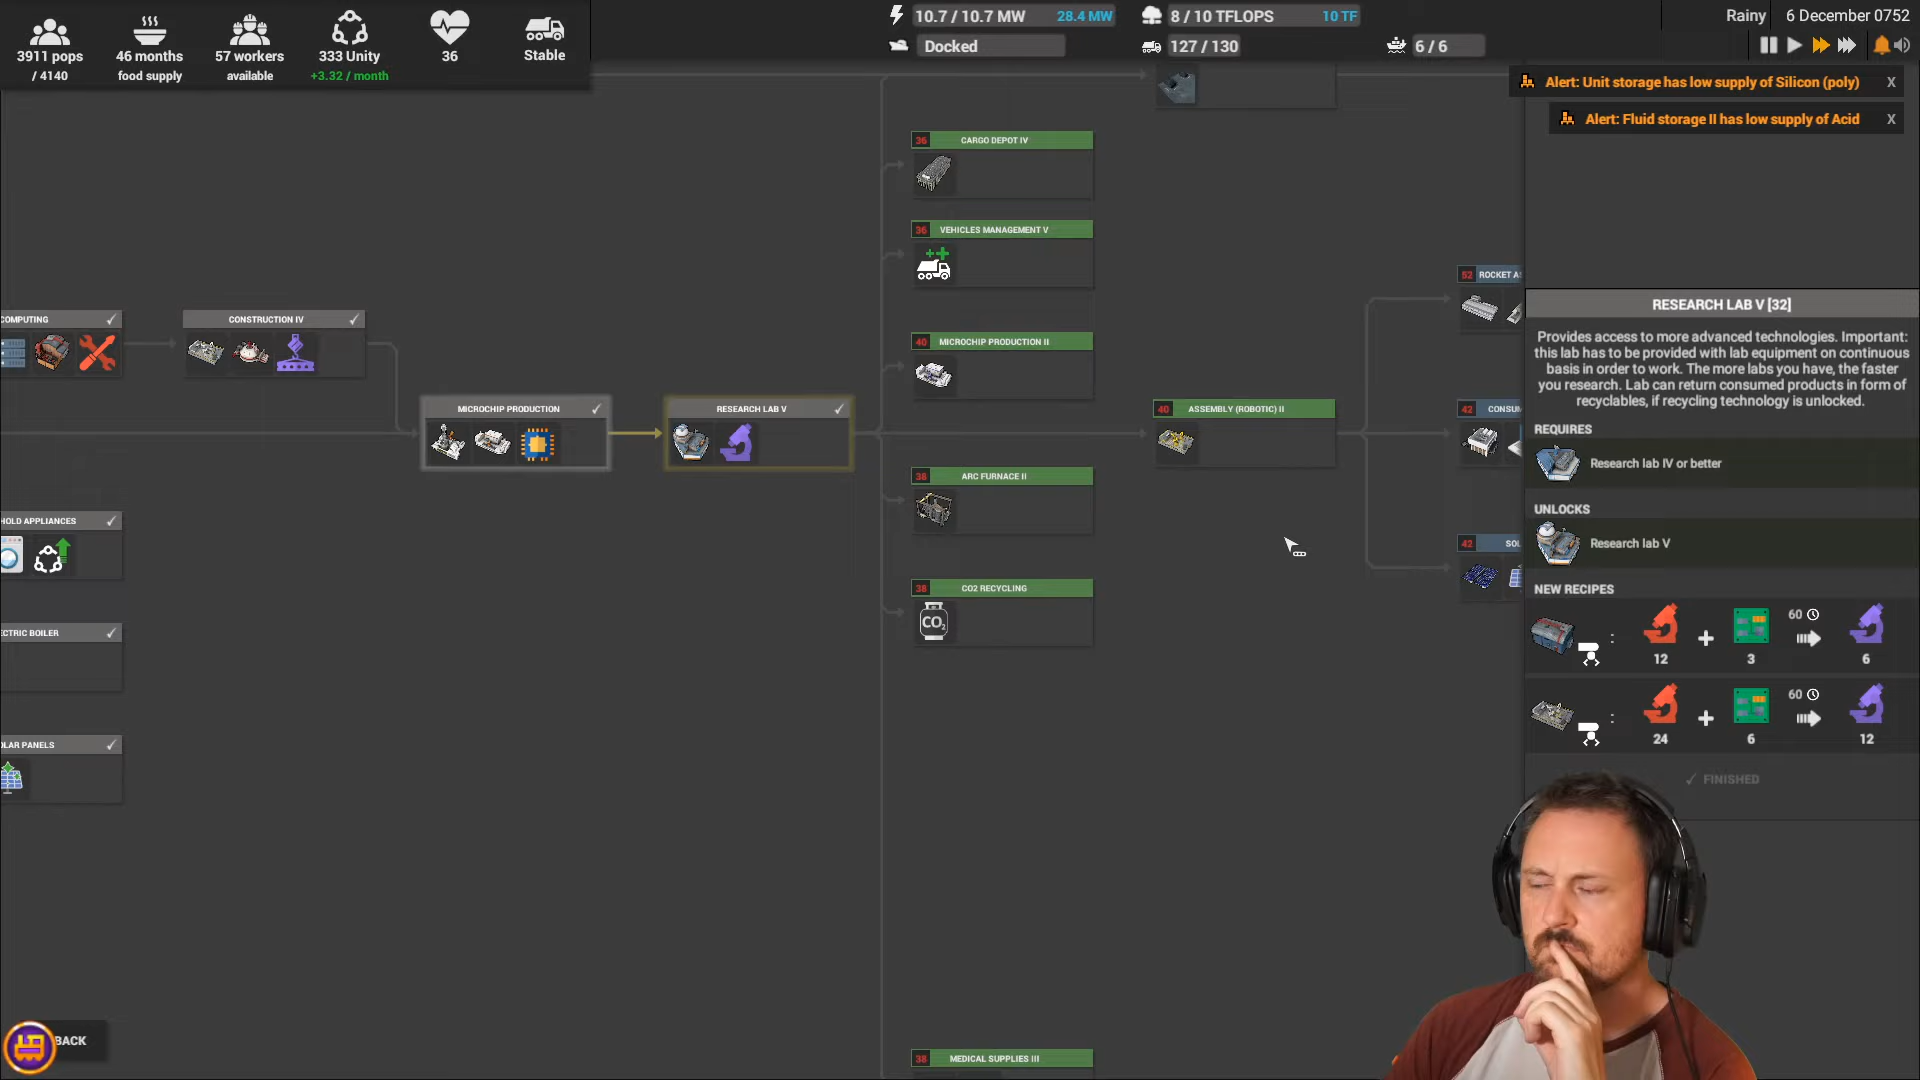 3911 pops
/ 4140
46 months
food supply
57 workers
available
333 Unity
+3.32 / month
36
Stable
10.7 / 10.7 MW
28.4 MW
8 / 10 TFLOPS
10 TF
Docked
127 / 130
6 / 6
Rainy
6 December 0752
Alert: Unit storage has low supply of Silicon (poly)
X
Alert: Fluid storage II has low supply of Acid
X
36 CARGO DEPOT IV
36 VEHICLES MANAGEMENT V
40 MICROCHIP PRODUCTION II
COMPUTING
CONSTRUCTION IV
MICROCHIP PRODUCTION
RESEARCH LAB V
40 ASSEMBLY (ROBOTIC) II
38 ARC FURNACE II
38 CO2 RECYCLING
CO2
HOLD APPLIANCES
CTRIC BOILER
OLAR PANELS
52 ROCKET AS
42 CONSUM
42 SOL
38 MEDICAL SUPPLIES III
BACK
RESEARCH LAB V [32]
Provides access to more advanced technologies. Important:
this lab has to be provided with lab equipment on continuous
basis in order to work. The more labs you have, the faster
you research. Lab can return consumed products in form of
recyclables, if recycling technology is unlocked.
REQUIRES
Research lab IV or better
UNLOCKS
Research lab V
NEW RECIPES
: 12 + 3 60 6
: 24 + 6 60 12
FINISHED